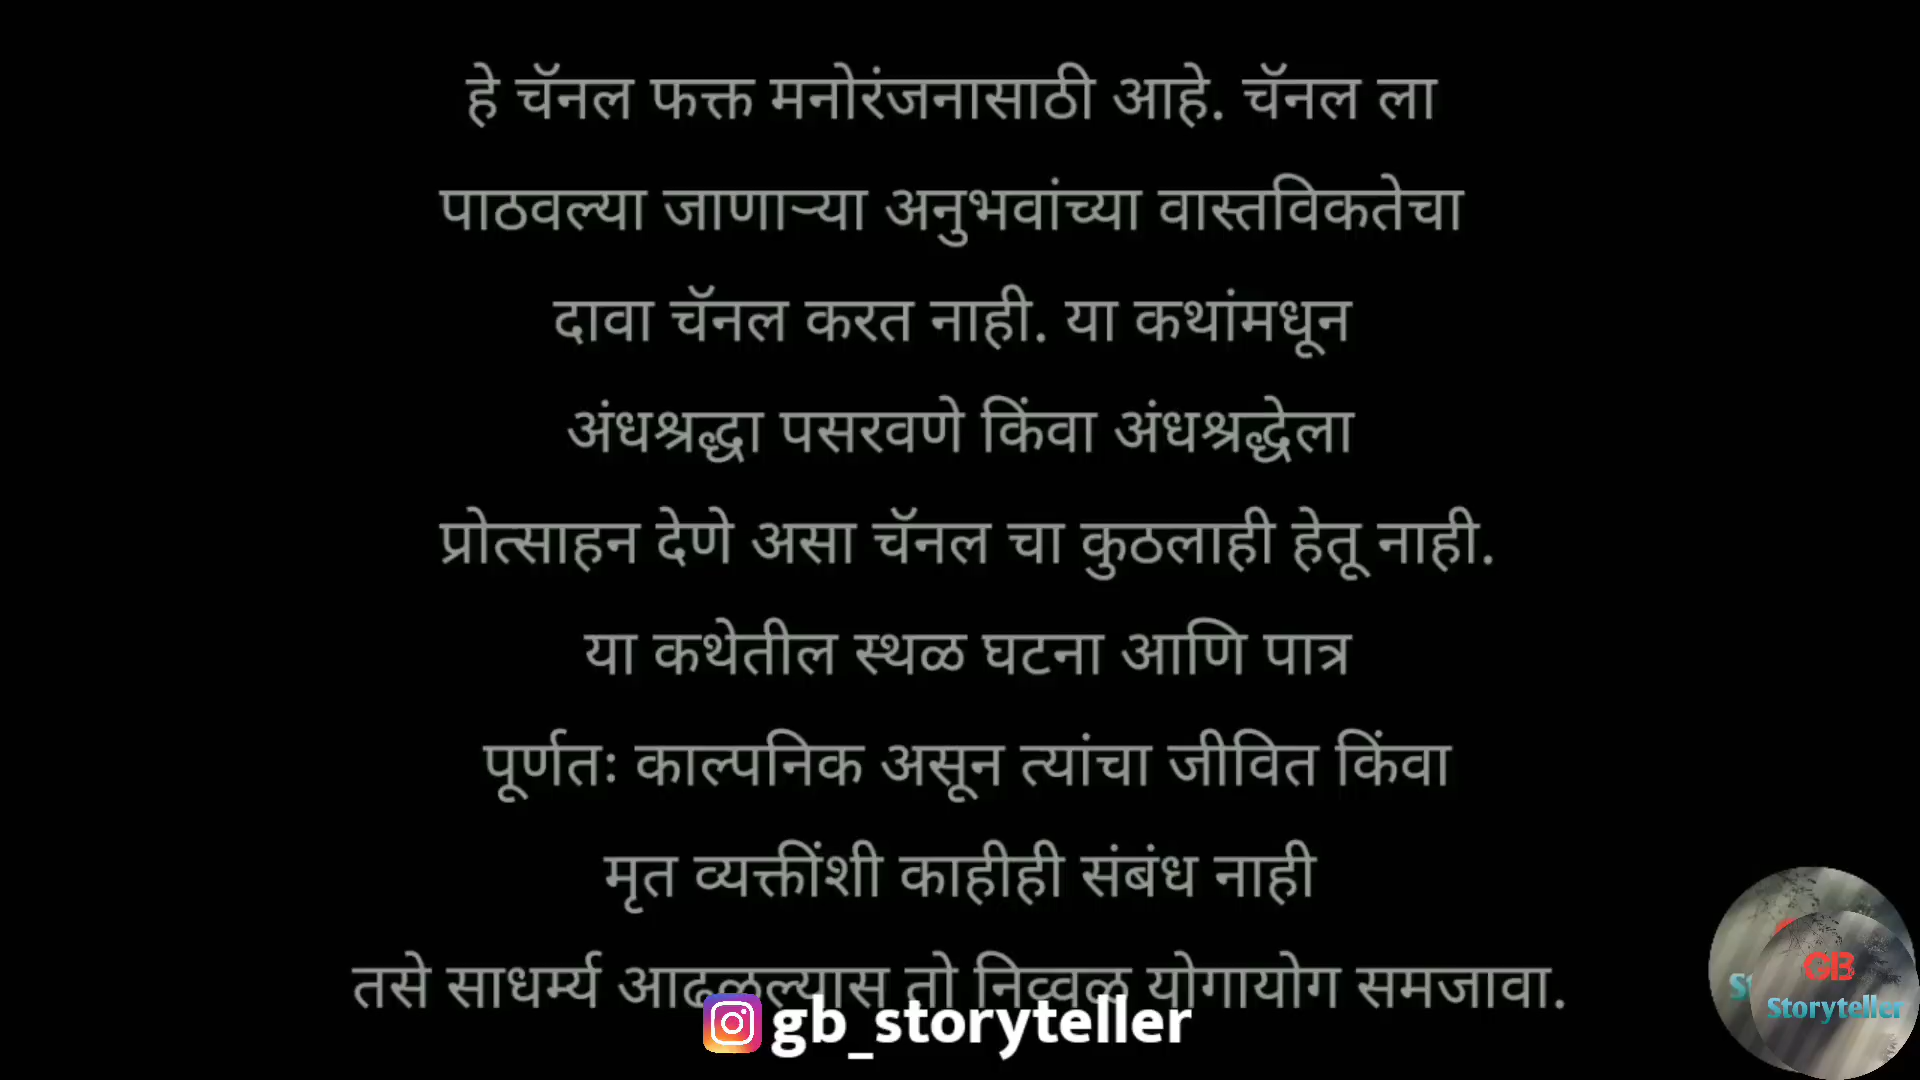 हे चॅनल फक्त मनोरंजनासाठी आहे. चॅनल ला
पाठवल्या जाणाऱ्या अनुभवांच्या वास्तविकतेचा
दावा चॅनल करत नाही. या कथांमधून
अंधश्रद्धा पसरवणे किंवा अंधश्रद्धेला
प्रोत्साहन देणे असा चॅनल चा कुठलाही हेतू नाही.
या कथेतील स्थळ घटना आणि पात्र
पूर्णतः काल्पनिक असून त्यांचा जीवित किंवा
मृत व्यक्तींशी काहीही संबंध नाही
तसे साधर्म्य आढळल्यास तो निव्वळ योगायोग समजावा.
gb_storyteller
GB
Storyteller